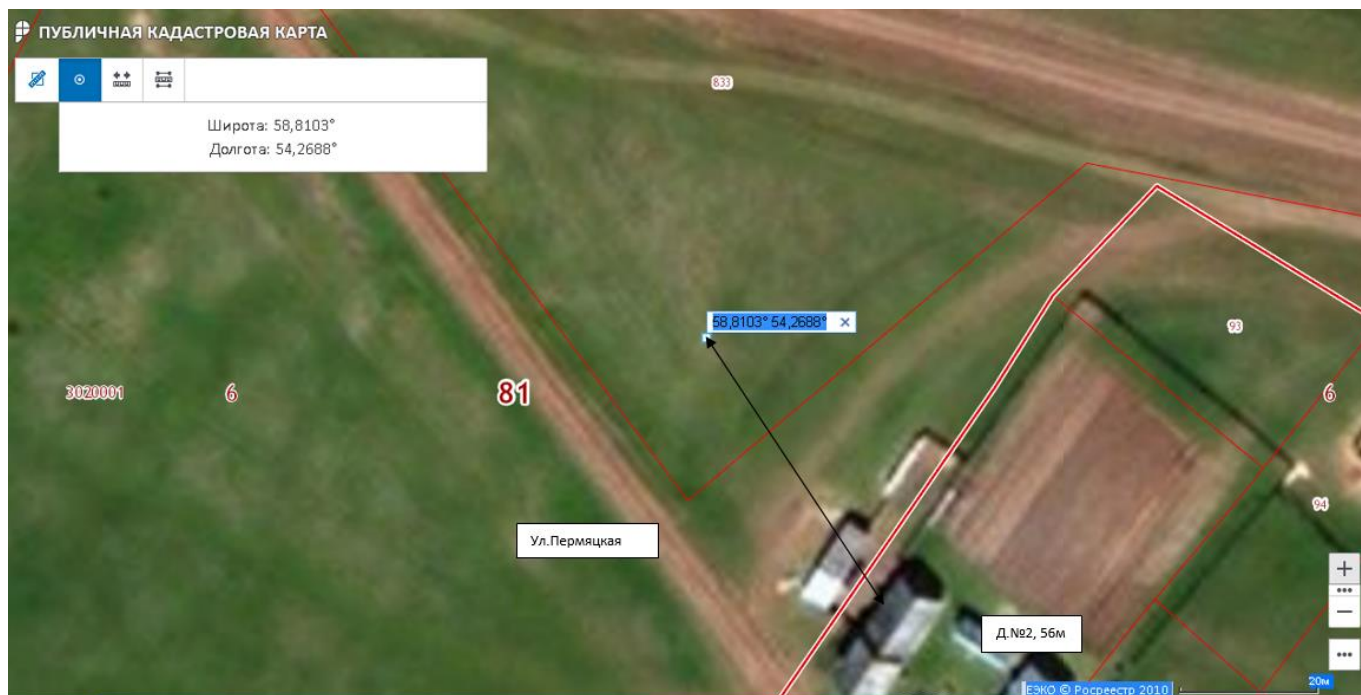 ПУБЛИЧНАЯ КАДАСТРОВАЯ КАРТА
Широта: 58,8103°
Долгота: 54,2688°
833
58,8103° 54,2688° ×
93
3020001
6
81
6
94
Ул.Пермяцкая
Д.№2, 56м
20м
ЕЭКО © Росреестр 2010